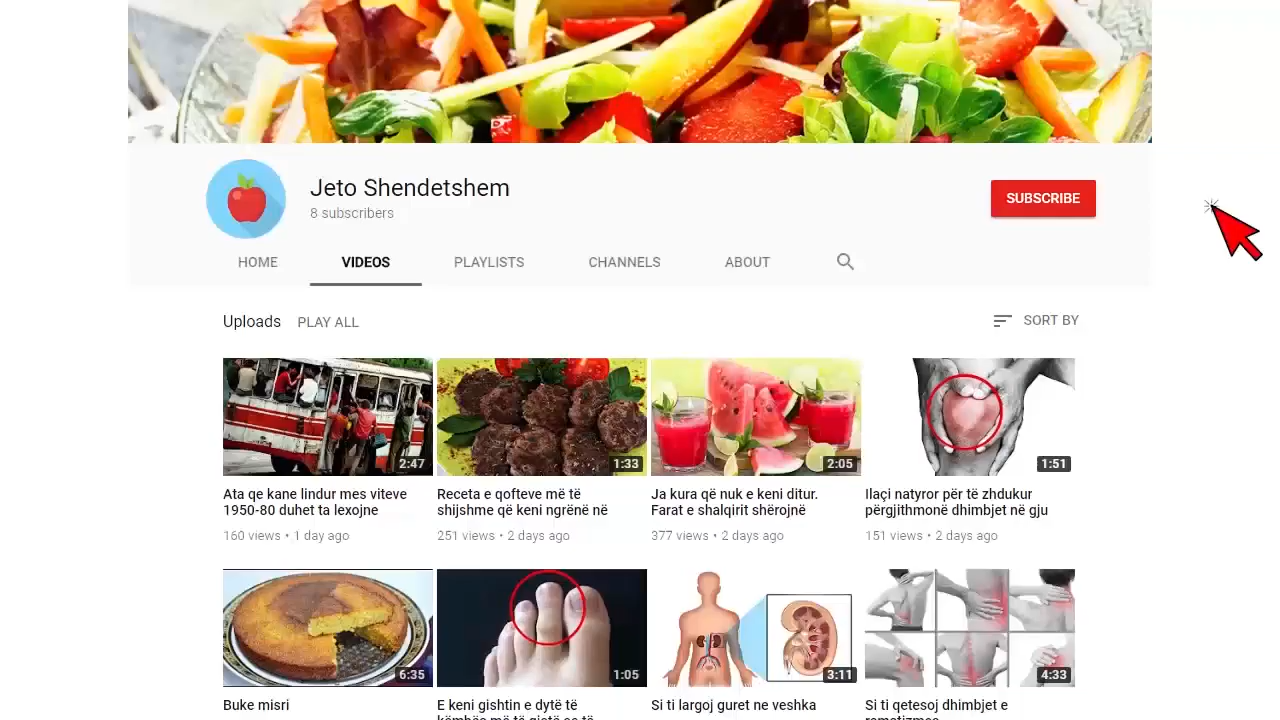 Jeto Shendetshem
8 subscribers
SUBSCRIBE
HOME VIDEOS PLAYLISTS CHANNELS ABOUT
Uploads PLAY ALL SORT BY
2:47 1:33 2:05 1:51
Ata qe kane lindur mes viteve
1950-80 duhet ta lexojne
160 views • 1 day ago
Receta e qofteve më të
shijshme që keni ngrënë në
251 views • 2 days ago
Ja kura që nuk e keni ditur.
Farat e shalqirit shërojnë
377 views • 2 days ago
Ilaçi natyror për të zhdukur
përgjithmonë dhimbjet në gju
151 views • 2 days ago
6:35 1:05 3:11 4:33
Buke misri
E keni gishtin e dytë të
Si ti largoj guret ne veshka
Si ti qetesoj dhimbjet e